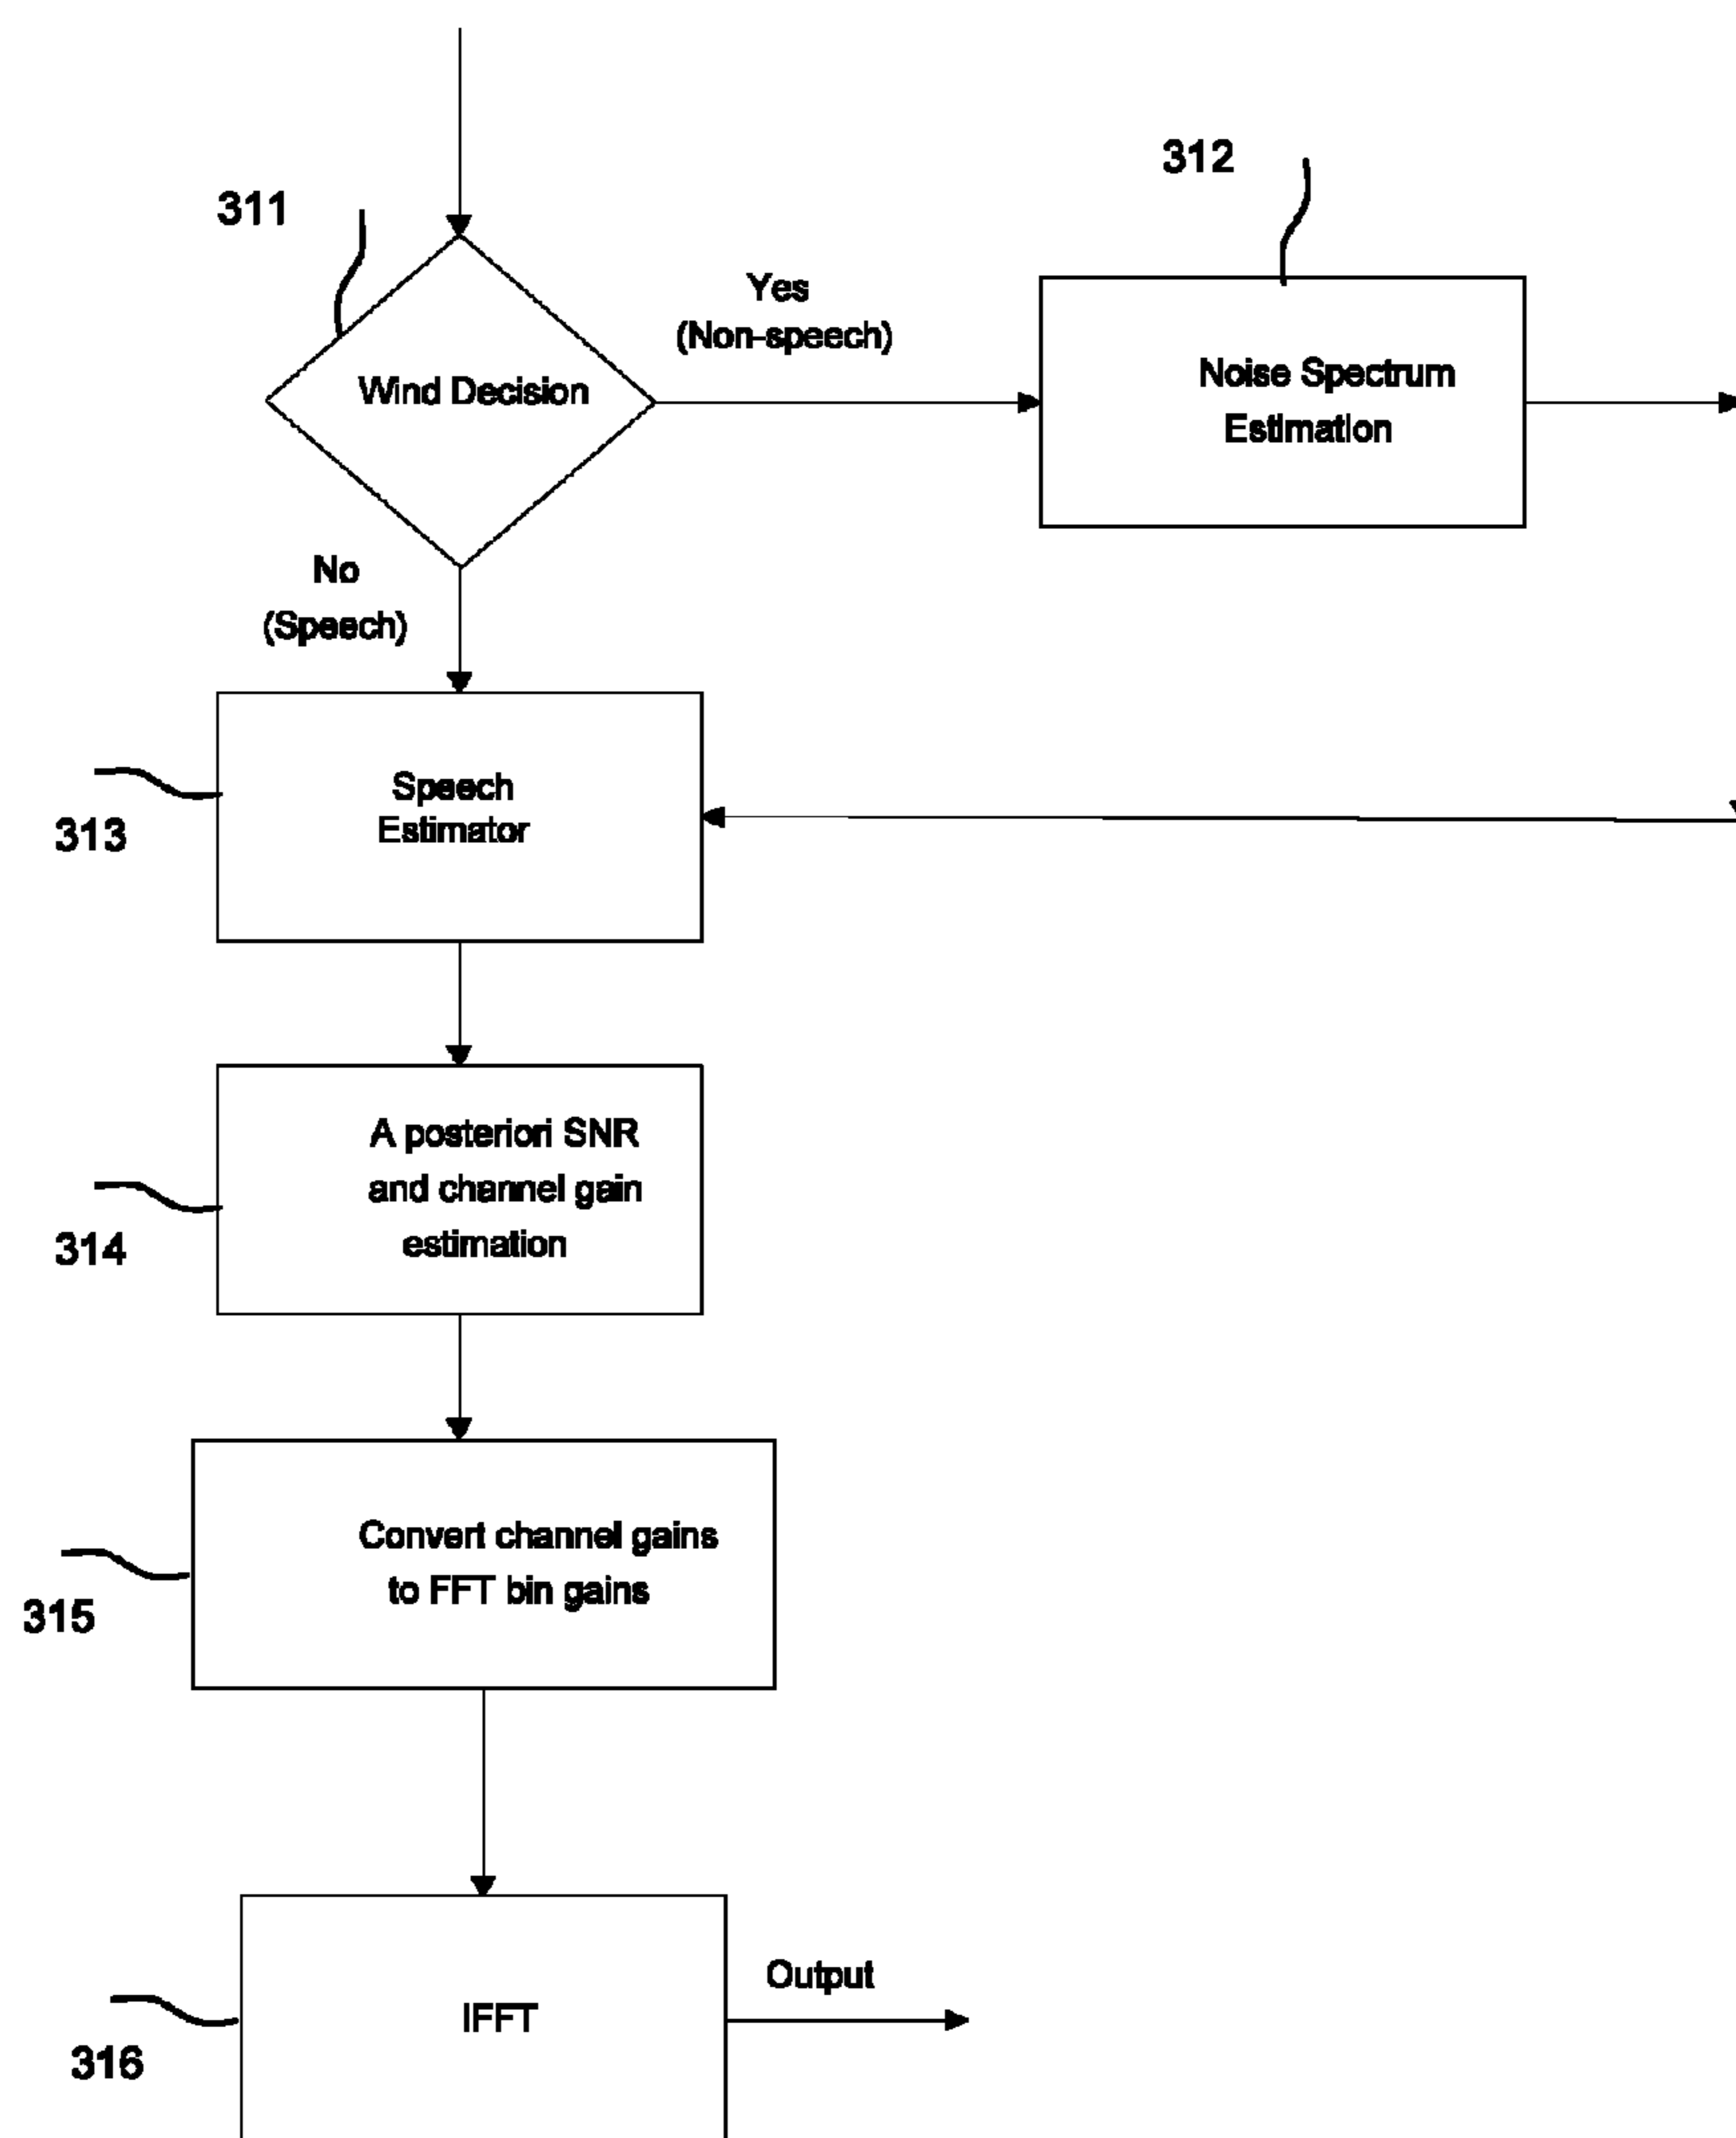 312
311
Yes
(Non-speech)
Wind Decision
Noise Spectrum
Estimation
No
(Speech)
Speech
Estimator
313
A posteriori SNR
and channel gain
estimation
314
Convert channel gains
to FFT bin gains
315
Output
IFFT
316